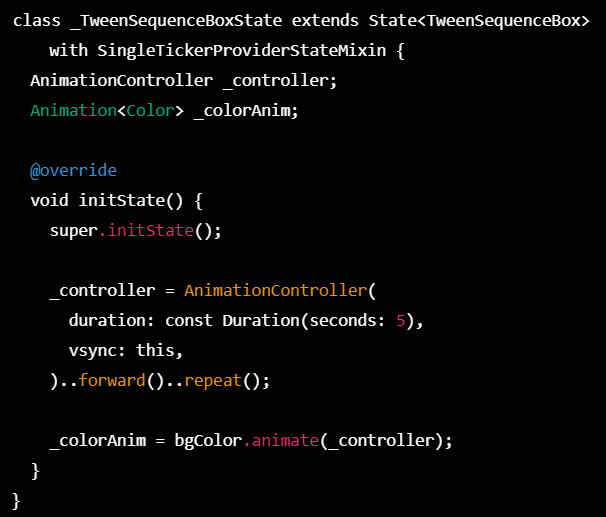 class _TweenSequenceBoxState extends State<TweenSequenceBox>
    with SingleTickerProviderStateMixin {
  AnimationController _controller;
  Animation<Color> _colorAnim;

  @override
  void initState() {
    super.initState();

    _controller = AnimationController(
      duration: const Duration(seconds: 5),
      vsync: this,
    )..forward()..repeat();

    _colorAnim = bgColor.animate(_controller);
  }
}